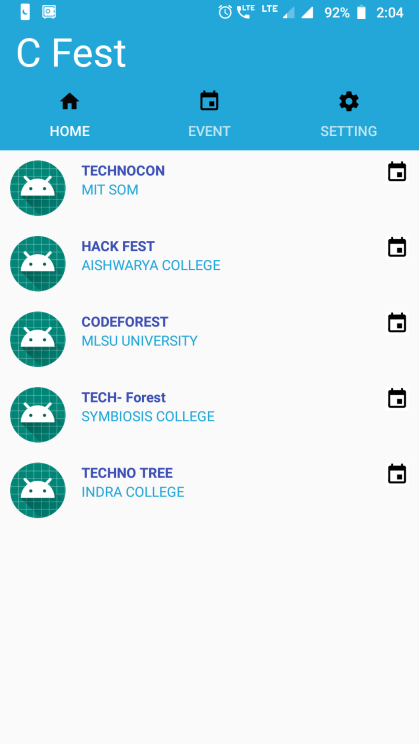 LTE LTE 92% 2:04
C Fest
HOME EVENT SETTING
TECHNOCON
MIT SOM
HACK FEST
AISHWARYA COLLEGE
CODEFOREST
MLSU UNIVERSITY
TECH- Forest
SYMBIOSIS COLLEGE
TECHNO TREE
INDRA COLLEGE